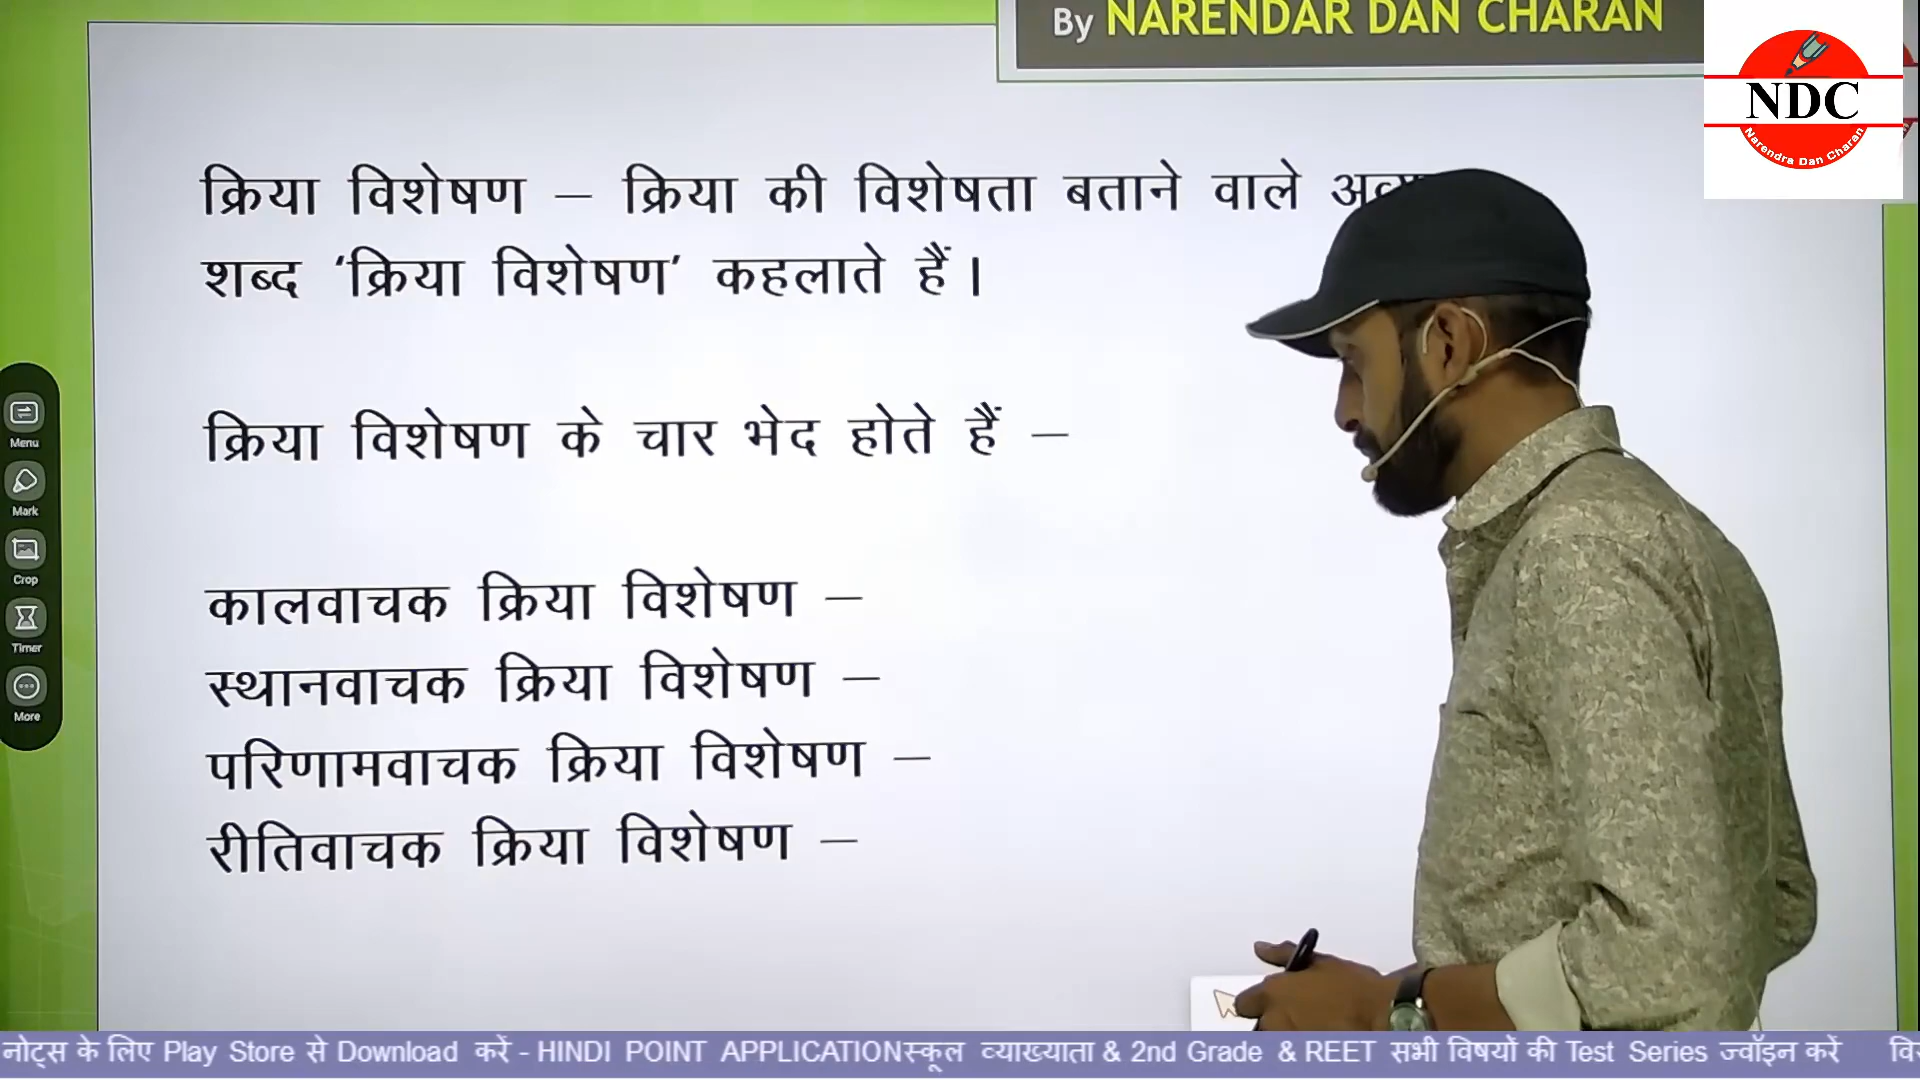 By NARENDAR DAN CHARAN
NDC
Narendra Dan Charan
क्रिया विशेषण – क्रिया की विशेषता बताने वाले
शब्द ‘क्रिया विशेषण’ कहलाते हैं।
क्रिया विशेषण के चार भेद होते हैं –
कालवाचक क्रिया विशेषण –
स्थानवाचक क्रिया विशेषण –
परिणामवाचक क्रिया विशेषण –
रीतिवाचक क्रिया विशेषण –
Menu
Mark
Crop
Timer
More
नोट्स के लिए Play Store से Download करें - HINDI POINT APPLICATIONस्कूल व्याख्याता & 2nd Grade & REET सभी विषयों की Test Series ज्वॉइन करें